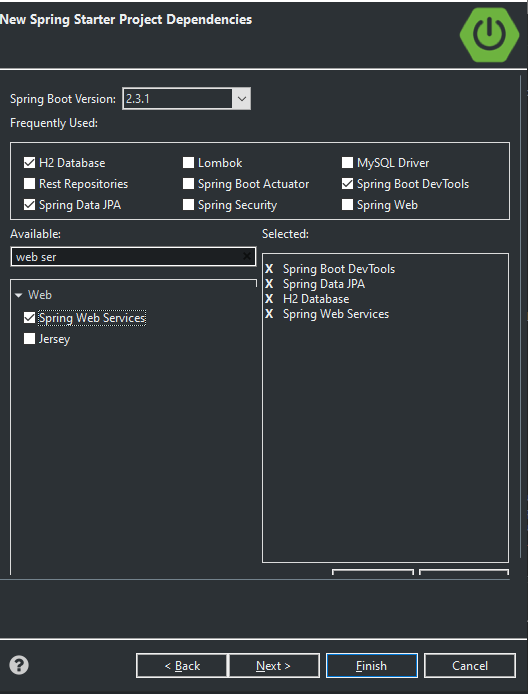 New Spring Starter Project Dependencies
Spring Boot Version: 2.3.1
Frequently Used:
H2 Database Lombok MySQL Driver
Rest Repositories Spring Boot Actuator Spring Boot DevTools
Spring Data JPA Spring Security Spring Web
Available: Selected:
web ser
X Spring Boot DevTools
X Spring Data JPA
X H2 Database
X Spring Web Services
Web
Spring Web Services
Jersey
? < Back Next > Finish Cancel